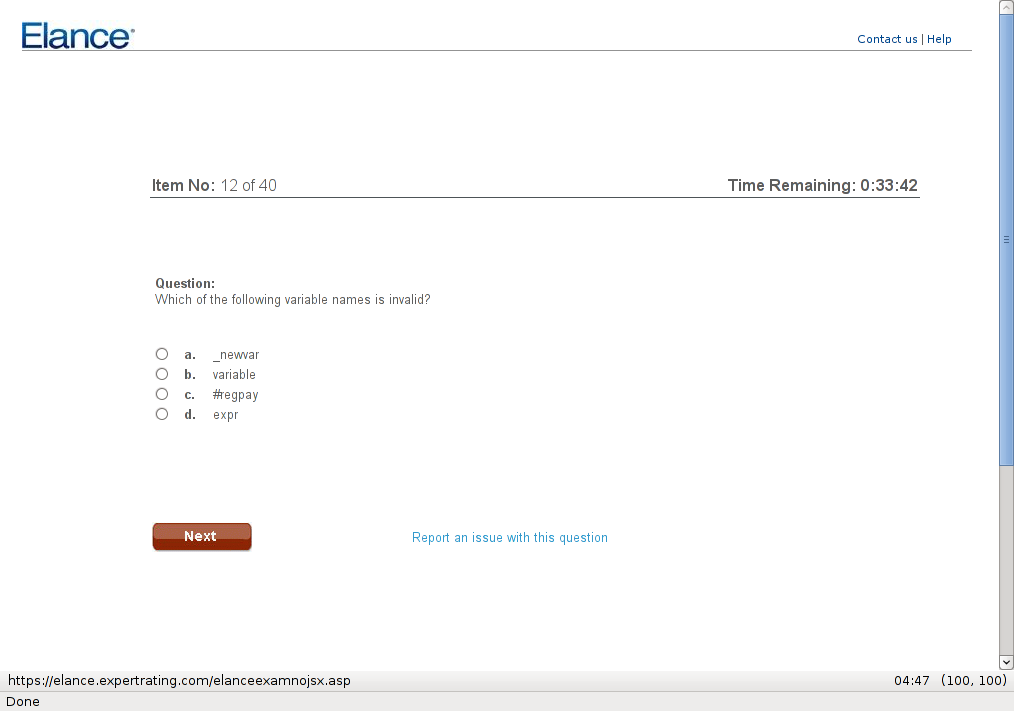 Elance
Contact us | Help
Item No: 12 of 40
Time Remaining: 0:33:42
Question:
Which of the following variable names is invalid?
a. _newvar
b. variable
c. #regpay
d. expr
Next
Report an issue with this question
https://elance.expertrating.com/elanceexamnojsx.asp
04:47 (100, 100)
Done